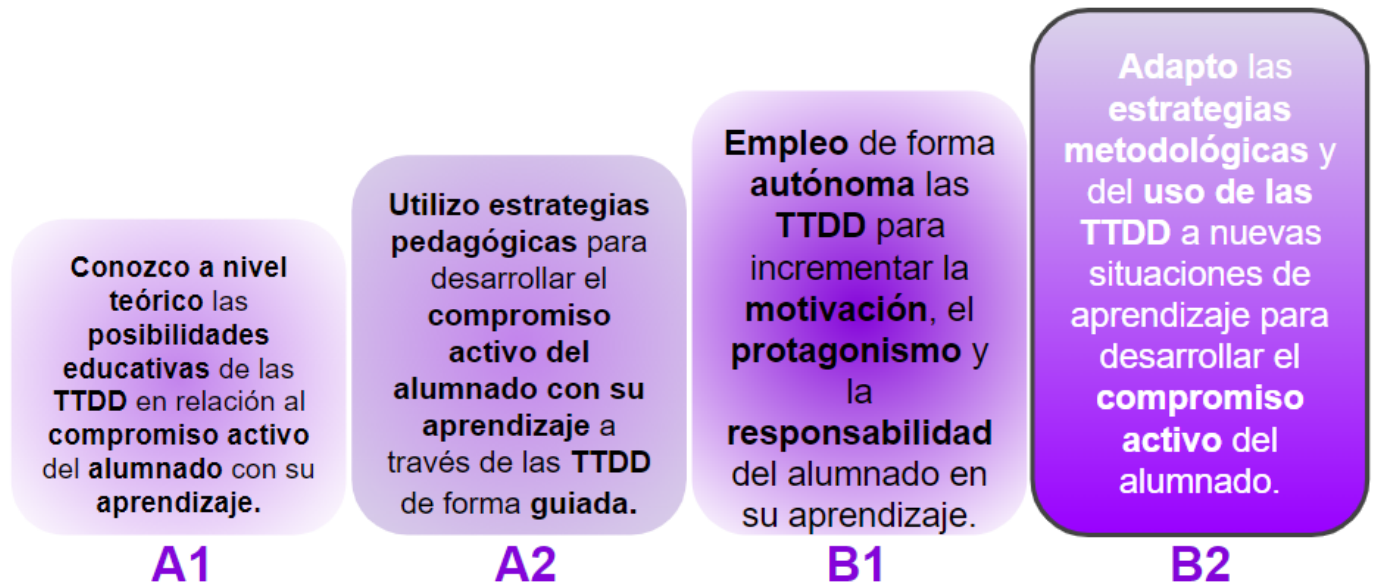 Conozco a nivel
teórico las
posibilidades
educativas de las
TTDD en relación al
compromiso activo
del alumnado con su
aprendizaje.
A1
Utilizo estrategias
pedagógicas para
desarrollar el
compromiso
activo del
alumnado con su
aprendizaje a
través de las TTDD
de forma guiada.
A2
Empleo de forma
autónoma las
TTDD para
incrementar la
motivación, el
protagonismo y
la
responsabilidad
del alumnado en
su aprendizaje.
B1
Adapto las
estrategias
metodológicas y
del uso de las
TTDD a nuevas
situaciones de
aprendizaje para
desarrollar el
compromiso
activo del
alumnado.
B2